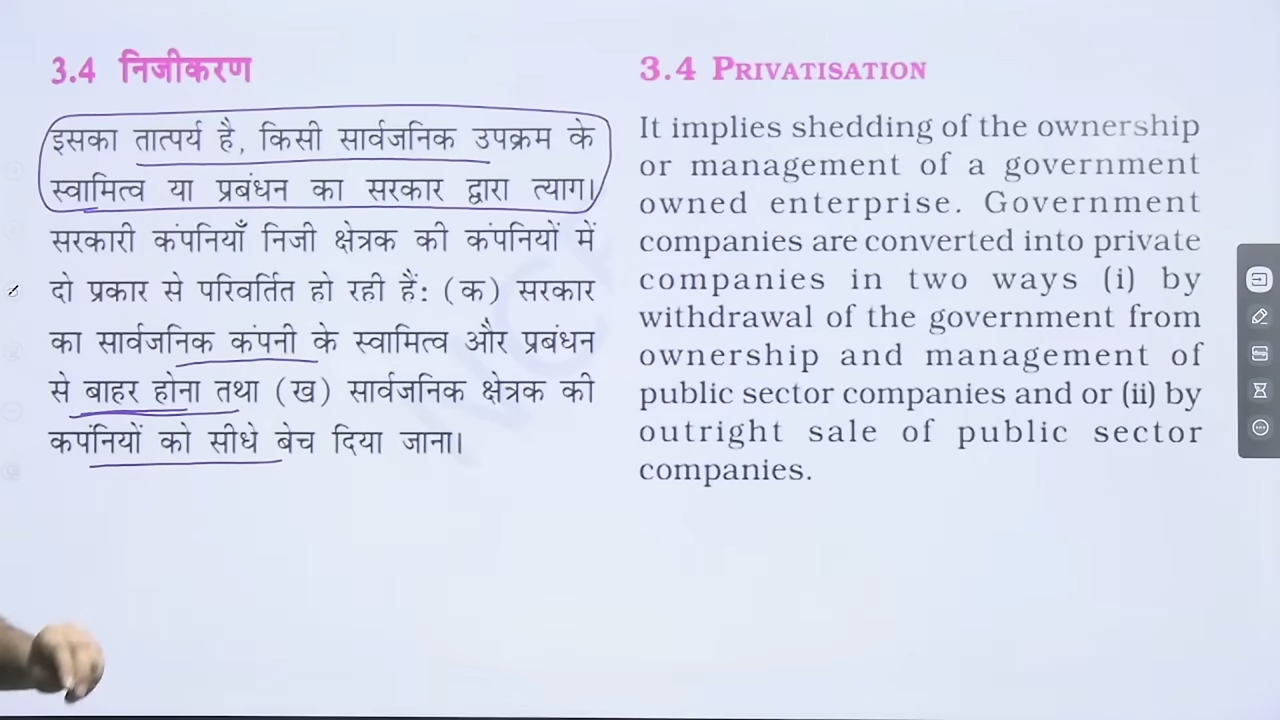 3.4 निजीकरण
इसका तात्पर्य है, किसी सार्वजनिक उपक्रम के
स्वामित्व या प्रबंधन का सरकार द्वारा त्याग।
सरकारी कंपनियाँ निजी क्षेत्रक की कंपनियों में
दो प्रकार से परिवर्तित हो रही हैं: (क) सरकार
का सार्वजनिक कंपनी के स्वामित्व और प्रबंधन
से बाहर होना तथा (ख) सार्वजनिक क्षेत्रक की
कपंनियों को सीधे बेच दिया जाना।
3.4 PRIVATISATION
It implies shedding of the ownership
or management of a government
owned enterprise. Government
companies are converted into private
companies in two ways (i) by
withdrawal of the government from
ownership and management of
public sector companies and or (ii) by
outright sale of public sector
companies.